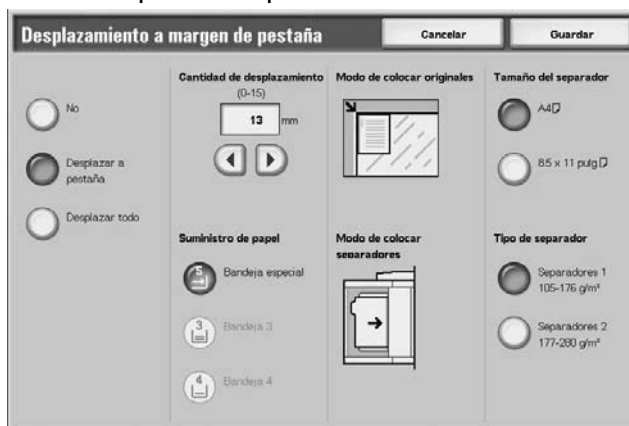 Desplazamiento a margen de pestaña
Cancelar
Guardar
No
Desplazar a
pestaña
Desplazar todo
Cantidad de desplazamiento
(0-15)
13 mm
Suministro de papel
5
Bandeja especial
3
Bandeja 3
4
Bandeja 4
Modo de colocar originales
Modo de colocar
separadores
Tamaño del separador
A4
8.5 x 11 pulg
Tipo de separador
Separadores 1
105-176 g/m²
Separadores 2
177-280 g/m²